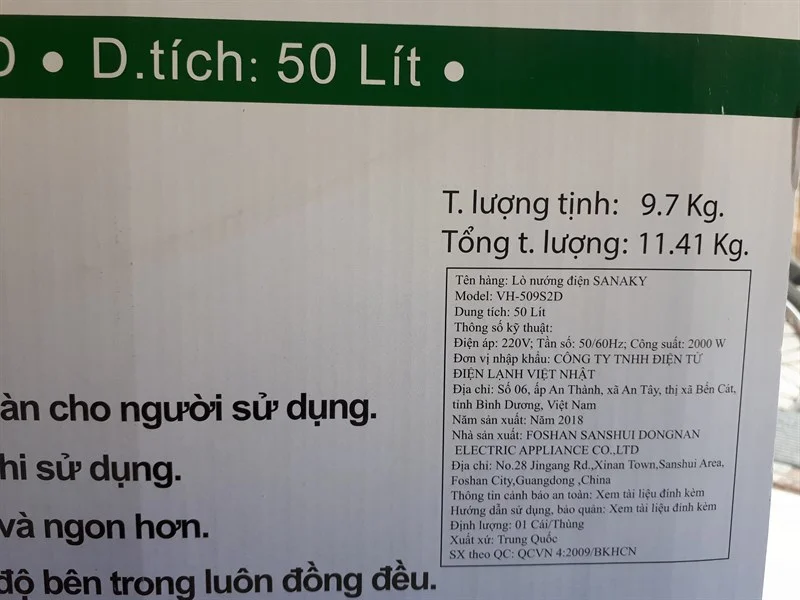 D • D.tích: 50 Lít •
T. lượng tịnh: 9.7 Kg.
Tổng t. lượng: 11.41 Kg.
Tên hàng: Lò nướng điện SANAKY
Model: VH-509S2D
Dung tích: 50 Lít
Thông số kỹ thuật:
Điện áp: 220V; Tần số: 50/60Hz; Công suất: 2000 W
Đơn vị nhập khẩu: CÔNG TY TNHH ĐIỆN TỬ
ĐIỆN LẠNH VIỆT NHẬT
Địa chỉ: Số 06, ấp An Thành, xã An Tây, thị xã Bến Cát,
tỉnh Bình Dương, Việt Nam
Năm sản xuất: Năm 2018
Nhà sản xuất: FOSHAN SANSHUI DONGNAN
ELECTRIC APPLIANCE CO.,LTD
Địa chỉ: No.28 Jingang Rd.,Xinan Town,Sanshui Area,
Foshan City,Guangdong ,China
Thông tin cảnh báo an toàn: Xem tài liệu đính kèm
Hướng dẫn sử dụng, bảo quản: Xem tài liệu đính kèm
Định lượng: 01 Cái/Thùng
Xuất xứ: Trung Quốc
SX theo QC: QCVN 4:2009/BKHCN
àn cho người sử dụng.
hi sử dụng.
và ngon hơn.
độ bên trong luôn đồng đều.